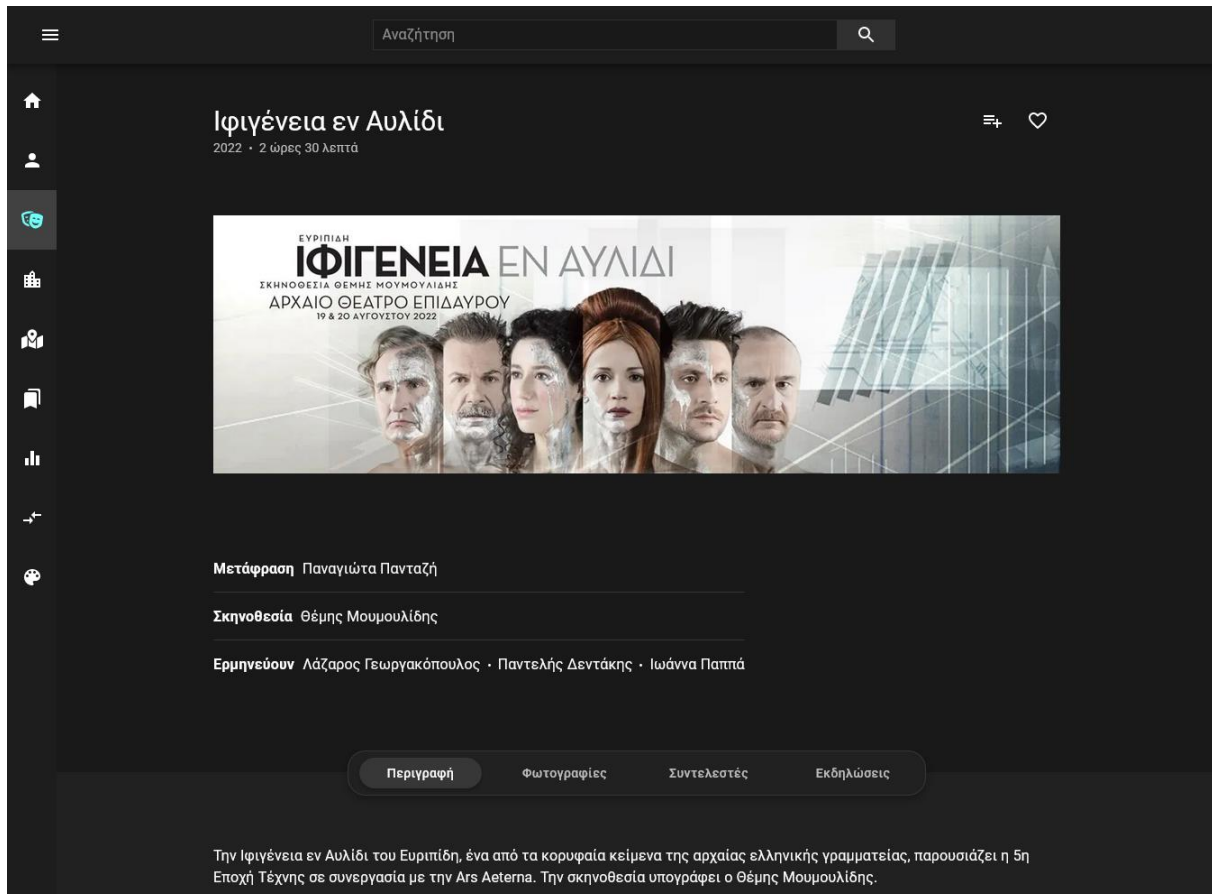 Αναζήτηση
Ιφιγένεια εν Αυλίδι
2022 • 2 ώρες 30 λεπτά
ΕΥΡΙΠΙΔΗ
ΙΦΙΓΕΝΕΙΑ ΕΝ ΑΥΛΙΔΙ
ΣΚΗΝΟΘΕΣΙΑ ΘΕΜΗΣ ΜΟΥΜΟΥΛΙΔΗΣ
ΑΡΧΑΙΟ ΘΕΑΤΡΟ ΕΠΙΔΑΥΡΟΥ
19 & 20 ΑΥΓΟΥΣΤΟΥ 2022
Μετάφραση Παναγιώτα Πανταζή
Σκηνοθεσία Θέμης Μουμουλίδης
Ερμηνεύουν Λάζαρος Γεωργακόπουλος • Παντελής Δεντάκης • Ιωάννα Παππά
Περιγραφή Φωτογραφίες Συντελεστές Εκδηλώσεις
Την Ιφιγένεια εν Αυλίδι του Ευριπίδη, ένα από τα κορυφαία κείμενα της αρχαίας ελληνικής γραμματείας, παρουσιάζει η 5η
Εποχή Τέχνης σε συνεργασία με την Ars Aeterna. Την σκηνοθεσία υπογράφει ο Θέμης Μουμουλίδης.